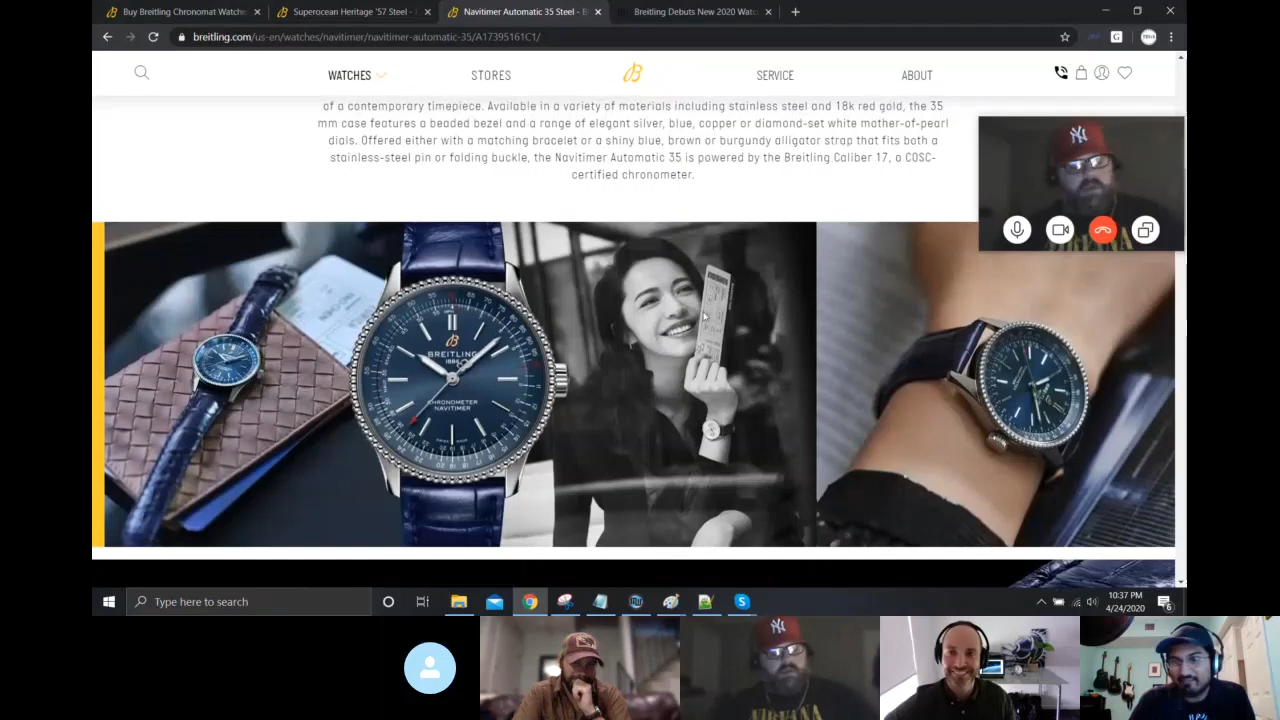 Buy Breitling Chronomat Watche
Superocean Heritage '57 Steel -
Navitimer Automatic 35 Steel - B
Breitling Debuts New 2020 Watc
breitling.com/us-en/watches/navitimer/navitimer-automatic-35/A17395161C1/
WATCHES
STORES
SERVICE
ABOUT
of a contemporary timepiece. Available in a variety of materials including stainless steel and 18k red gold, the 35
mm case features a beaded bezel and a range of elegant silver, blue, copper or diamond-set white mother-of-pearl
dials. Offered either with a matching bracelet or a shiny blue, brown or burgundy alligator strap that fits both a
stainless-steel pin or folding buckle, the Navitimer Automatic 35 is powered by the Breitling Caliber 17, a COSC-
certified chronometer.
NIRVANA
BREITLING
1884
CHRONOMETER
NAVITIMER
SWISS MADE
Type here to search
10:37 PM
4/24/2020
6
NIRVANA